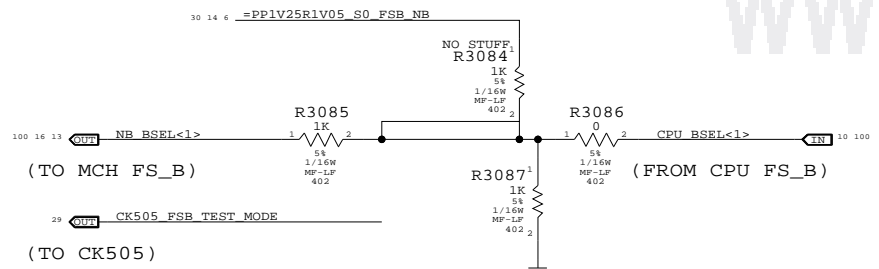 30 14 6 =PP1V25R1V05_S0_FSB_NB
NO STUFF 1
R3084
1K
5%
1/16W
MF-LF
402 2
R3085
1K
1 2
5%
1/16W
MF-LF
402
100 16 13 OUT NB_BSEL<1>
(TO MCH FS_B)
R3086
0
1 2
5%
1/16W
MF-LF
402
CPU_BSEL<1> IN 10 100
(FROM CPU FS_B)
R3087 1
1K
5%
1/16W
MF-LF
402 2
29 OUT CK505_FSB_TEST_MODE
(TO CK505)
WW